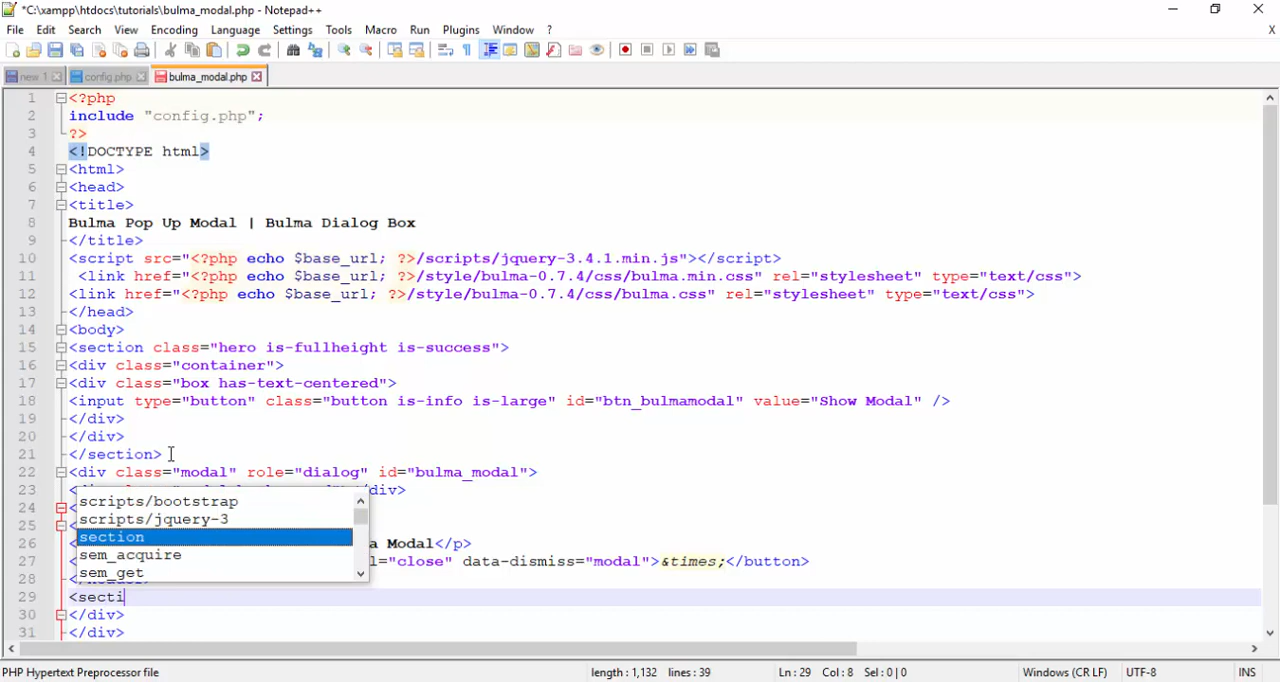 *C:\xampp\htdocs\tutorials\bulma_modal.php - Notepad++
File Edit Search View Encoding Language Settings Tools Macro Run Plugins Window ? X
new 1 config.php bulma_modal.php
1 <?php
2 include "config.php";
3 ?>
4 <!DOCTYPE html>
5 <html>
6 <head>
7 <title>
8 Bulma Pop Up Modal | Bulma Dialog Box
9 </title>
10 <script src="<?php echo $base_url; ?>/scripts/jquery-3.4.1.min.js"></script>
11 <link href="<?php echo $base_url; ?>/style/bulma-0.7.4/css/bulma.min.css" rel="stylesheet" type="text/css">
12 <link href="<?php echo $base_url; ?>/style/bulma-0.7.4/css/bulma.css" rel="stylesheet" type="text/css">
13 </head>
14 <body>
15 <section class="hero is-fullheight is-success">
16 <div class="container">
17 <div class="box has-text-centered">
18 <input type="button" class="button is-info is-large" id="btn_bulmamodal" value="Show Modal" />
19 </div>
20 </div>
21 </section>
22 <div class="modal" role="dialog" id="bulma_modal">
23 div>
scripts/bootstrap
24
scripts/jquery-3
25
section
26 a Modal</p>
sem_acquire
27 l="close" data-dismiss="modal">&times;</button>
sem_get
28
29 <secti
30 </div>
31 </div>
PHP Hypertext Preprocessor file length : 1,132 lines : 39 Ln : 29 Col : 8 Sel : 0 | 0 Windows (CR LF) UTF-8 INS